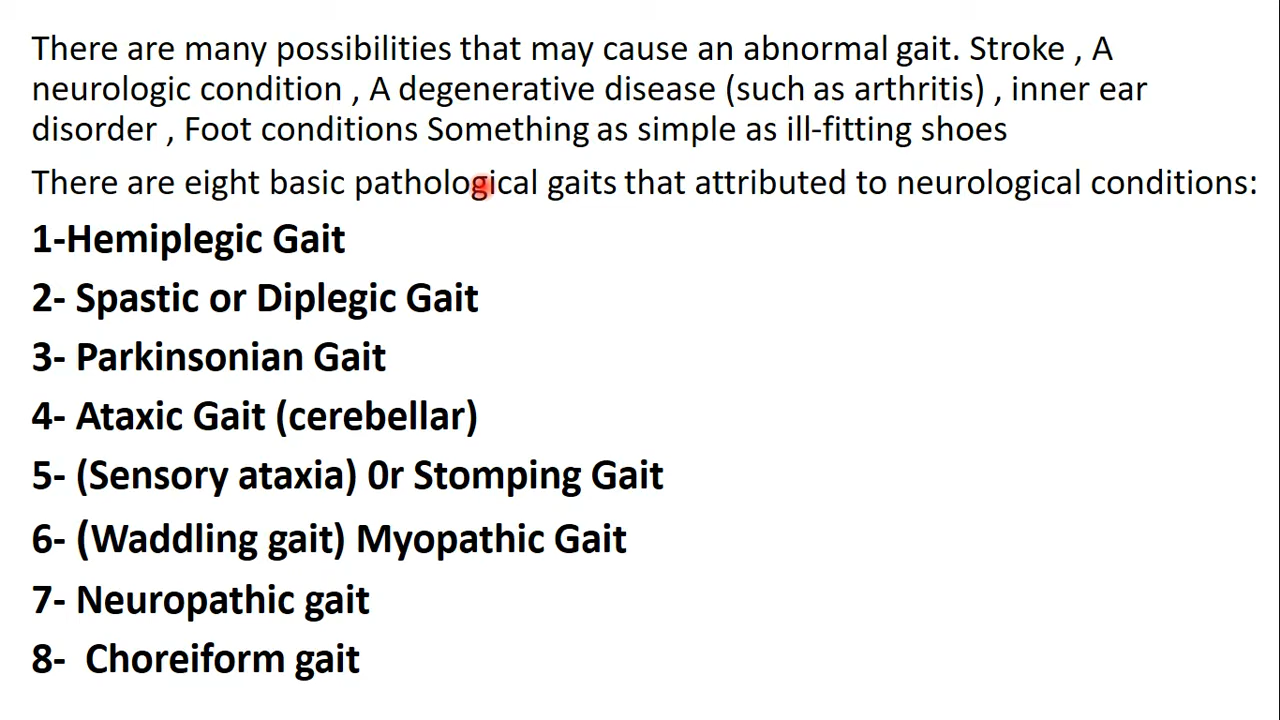 There are many possibilities that may cause an abnormal gait. Stroke , A
neurologic condition , A degenerative disease (such as arthritis) , inner ear
disorder , Foot conditions Something as simple as ill-fitting shoes
There are eight basic pathological gaits that attributed to neurological conditions:
1-Hemiplegic Gait
2- Spastic or Diplegic Gait
3- Parkinsonian Gait
4- Ataxic Gait (cerebellar)
5- (Sensory ataxia) 0r Stomping Gait
6- (Waddling gait) Myopathic Gait
7- Neuropathic gait
8-  Choreiform gait